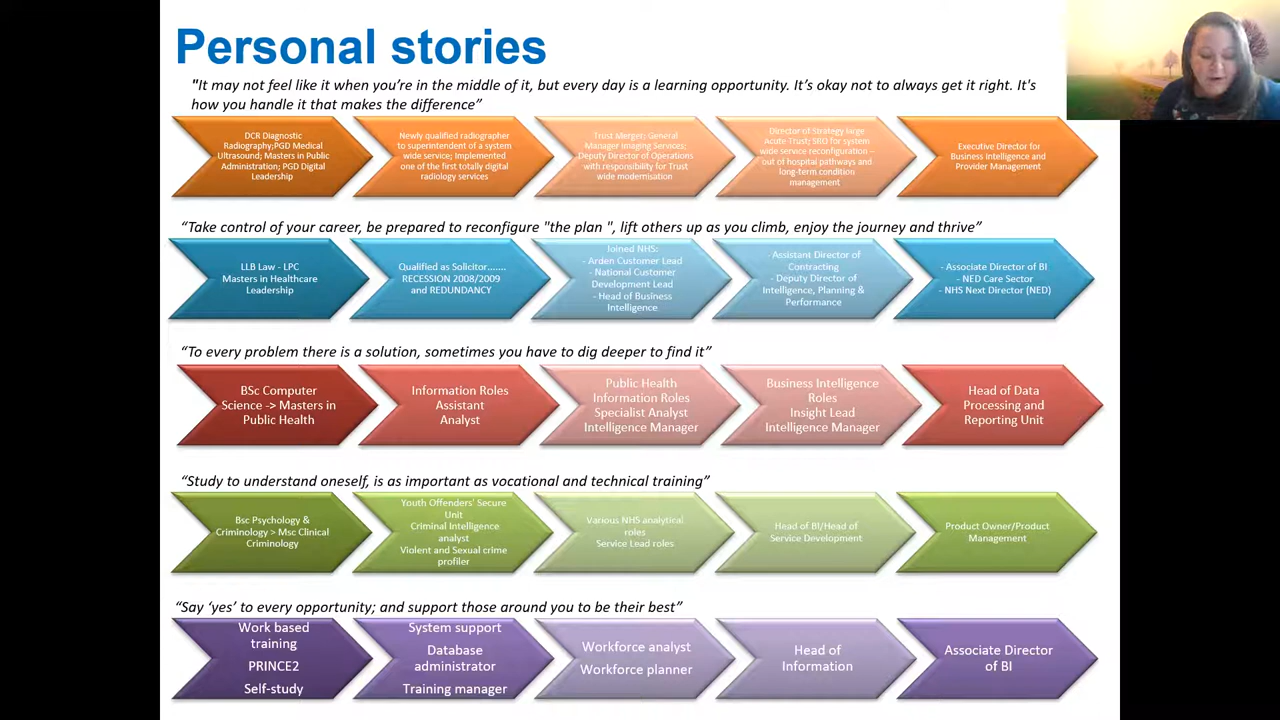 Personal stories
"It may not feel like it when you're in the middle of it, but every day is a learning opportunity. It's okay not to always get it right. It's
how you handle it that makes the difference”
DCR Diagnostic
Radiography;PGD Medical
Ultrasound; Masters in Public
Administration; PGD Digital
Leadership
Newly qualified radiographer
to superintendent of a system
wide service; Implemented
one of the first totally digital
radiology services
Trust Merger; General
Manager Imaging Services;
Deputy Director of Operations
with responsibility for Trust
wide modernisation
Director of Strategy large
Acute Trust; SRO for system
wide service reconfiguration –
out of hospital pathways and
long-term condition
management
Executive Director for
Business Intelligence and
Provider Management
“Take control of your career, be prepared to reconfigure "the plan ", lift others up as you climb, enjoy the journey and thrive”
LLB Law - LPC
Masters in Healthcare
Leadership
Qualified as Solicitor.......
RECESSION 2008/2009
and REDUNDANCY
Joined NHS:
- Arden Customer Lead
- National Customer
Development Lead
- Head of Business
Intelligence
- Assistant Director of
Contracting
- Deputy Director of
Intelligence, Planning &
Performance
- Associate Director of BI
- NED Care Sector
- NHS Next Director (NED)
“To every problem there is a solution, sometimes you have to dig deeper to find it”
BSc Computer
Science -> Masters in
Public Health
Information Roles
Assistant
Analyst
Public Health
Information Roles
Specialist Analyst
Intelligence Manager
Business Intelligence
Roles
Insight Lead
Intelligence Manager
Head of Data
Processing and
Reporting Unit
“Study to understand oneself, is as important as vocational and technical training”
Bsc Psychology &
Criminology > Msc Clinical
Criminology
Youth Offenders' Secure
Unit
Criminal Intelligence
analyst
Violent and Sexual crime
profiler
Various NHS analytical
roles
Service Lead roles
Head of BI/Head of
Service Development
Product Owner/Product
Management
“Say ‘yes’ to every opportunity; and support those around you to be their best”
Work based
training
PRINCE2
Self-study
System support
Database
administrator
Training manager
Workforce analyst
Workforce planner
Head of
Information
Associate Director
of BI